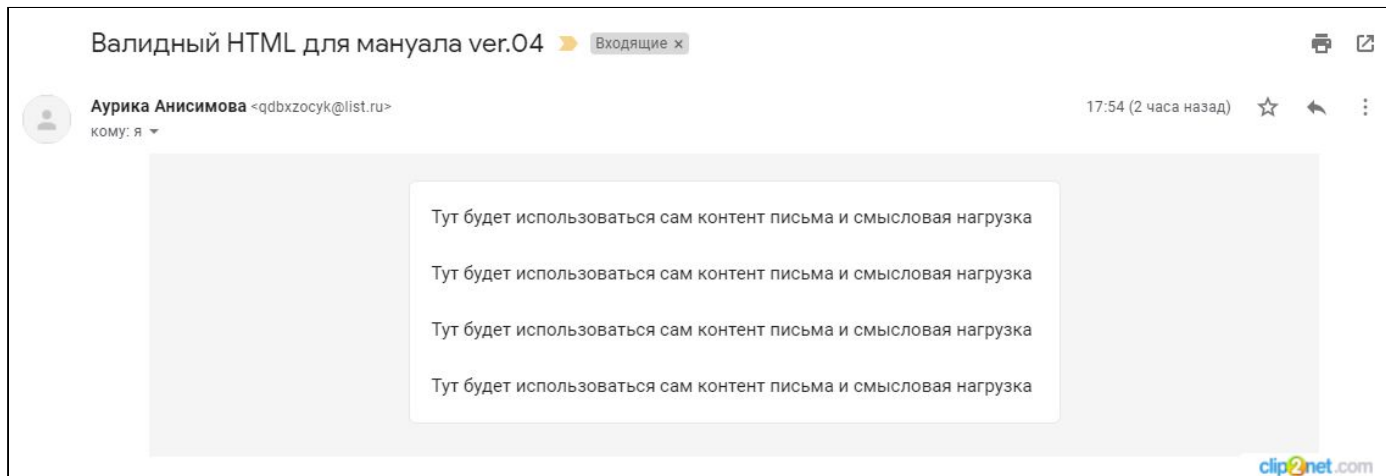 Валидный HTML для мануала ver.04 Входящие x
Аурика Анисимова <qdbxzocyk@list.ru> 17:54 (2 часа назад)
кому: я
Тут будет использоваться сам контент письма и смысловая нагрузка
Тут будет использоваться сам контент письма и смысловая нагрузка
Тут будет использоваться сам контент письма и смысловая нагрузка
Тут будет использоваться сам контент письма и смысловая нагрузка
clip2net.com